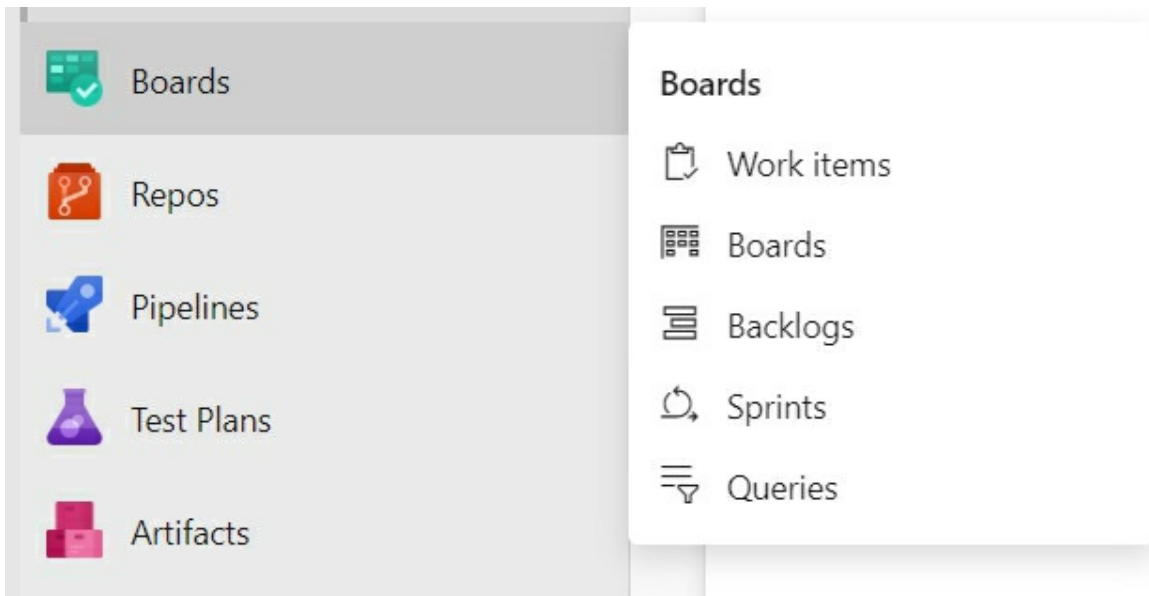 Boards
Repos
Pipelines
Test Plans
Artifacts
Boards
Work items
Boards
Backlogs
Sprints
Queries